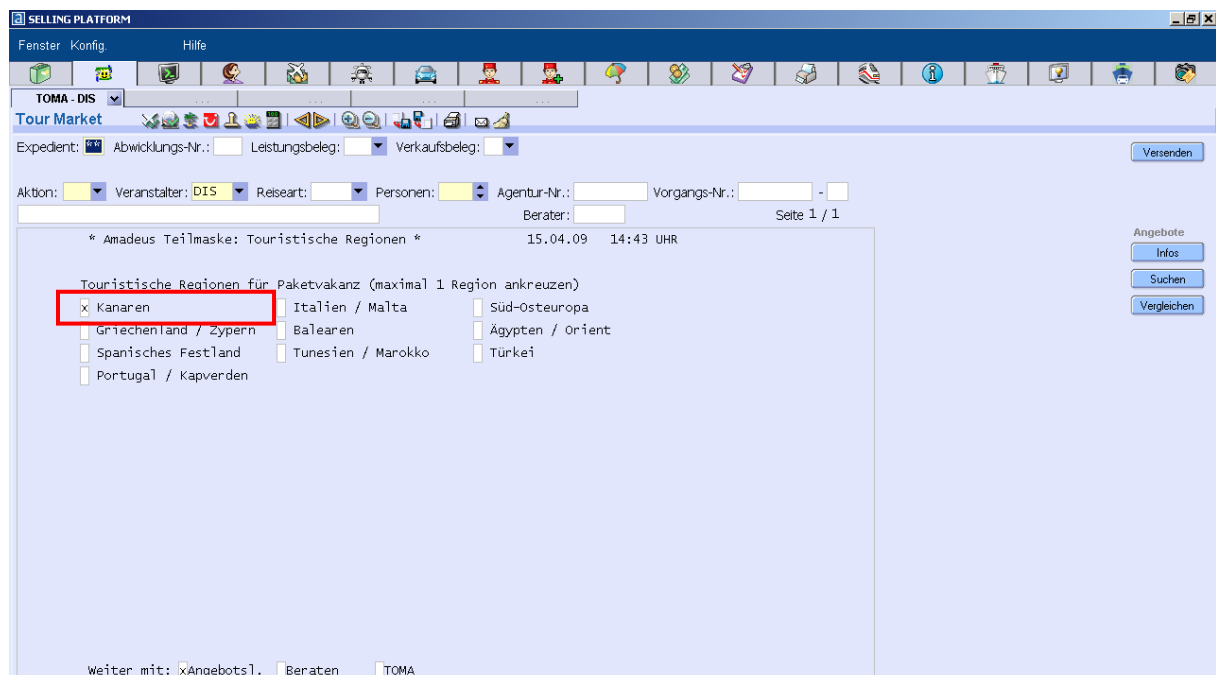 SELLING PLATFORM
Fenster Konfig. Hilfe
TOMA - DIS ... ... ... ...
Tour Market
Expedient: ** Abwicklungs-Nr.: Leistungsbeleg: Verkaufsbeleg: Versenden
Aktion: Veranstalter: DIS Reiseart: Personen: Agentur-Nr.: Vorgangs-Nr.: -
Berater: Seite 1 / 1
Angebote
* Amadeus Teilmaske: Touristische Regionen * 15.04.09 14:43 UHR
Infos
Touristische Regionen für Paketvakanz (maximal 1 Region ankreuzen)
Suchen
x Kanaren Italien / Malta Süd-Osteuropa
Vergleichen
Griechenland / Zypern Balearen Ägypten / Orient
Spanisches Festland Tunesien / Marokko Türkei
Portugal / Kapverden
Weiter mit: xAngebotsl. Beraten TOMA